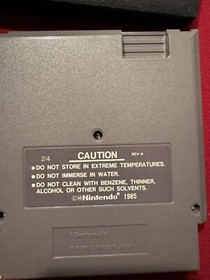 24 CAUTION REV-A
•DO NOT STORE IN EXTREME TEMPERATURES.
•DO NOT IMMERSE IN WATER.
•DO NOT CLEAN WITH BENZENE, THINNER,
ALCOHOL OR OTHER SUCH SOLVENTS.
©ⓂNintendo 1985
Nintendo